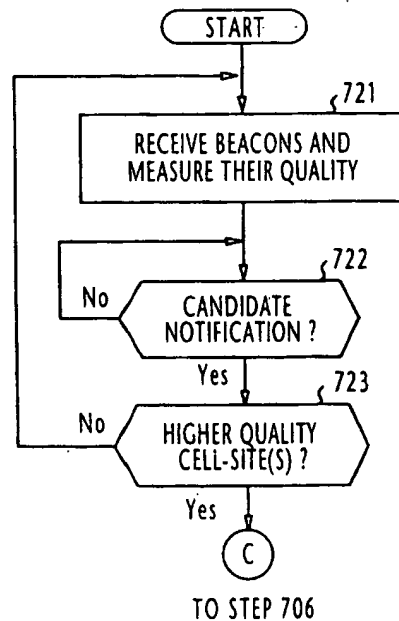 START
721
RECEIVE BEACONS AND
MEASURE THEIR QUALITY
722
No
CANDIDATE
NOTIFICATION ?
Yes
723
No
HIGHER QUALITY
CELL-SITE(S) ?
Yes
C
TO STEP 706